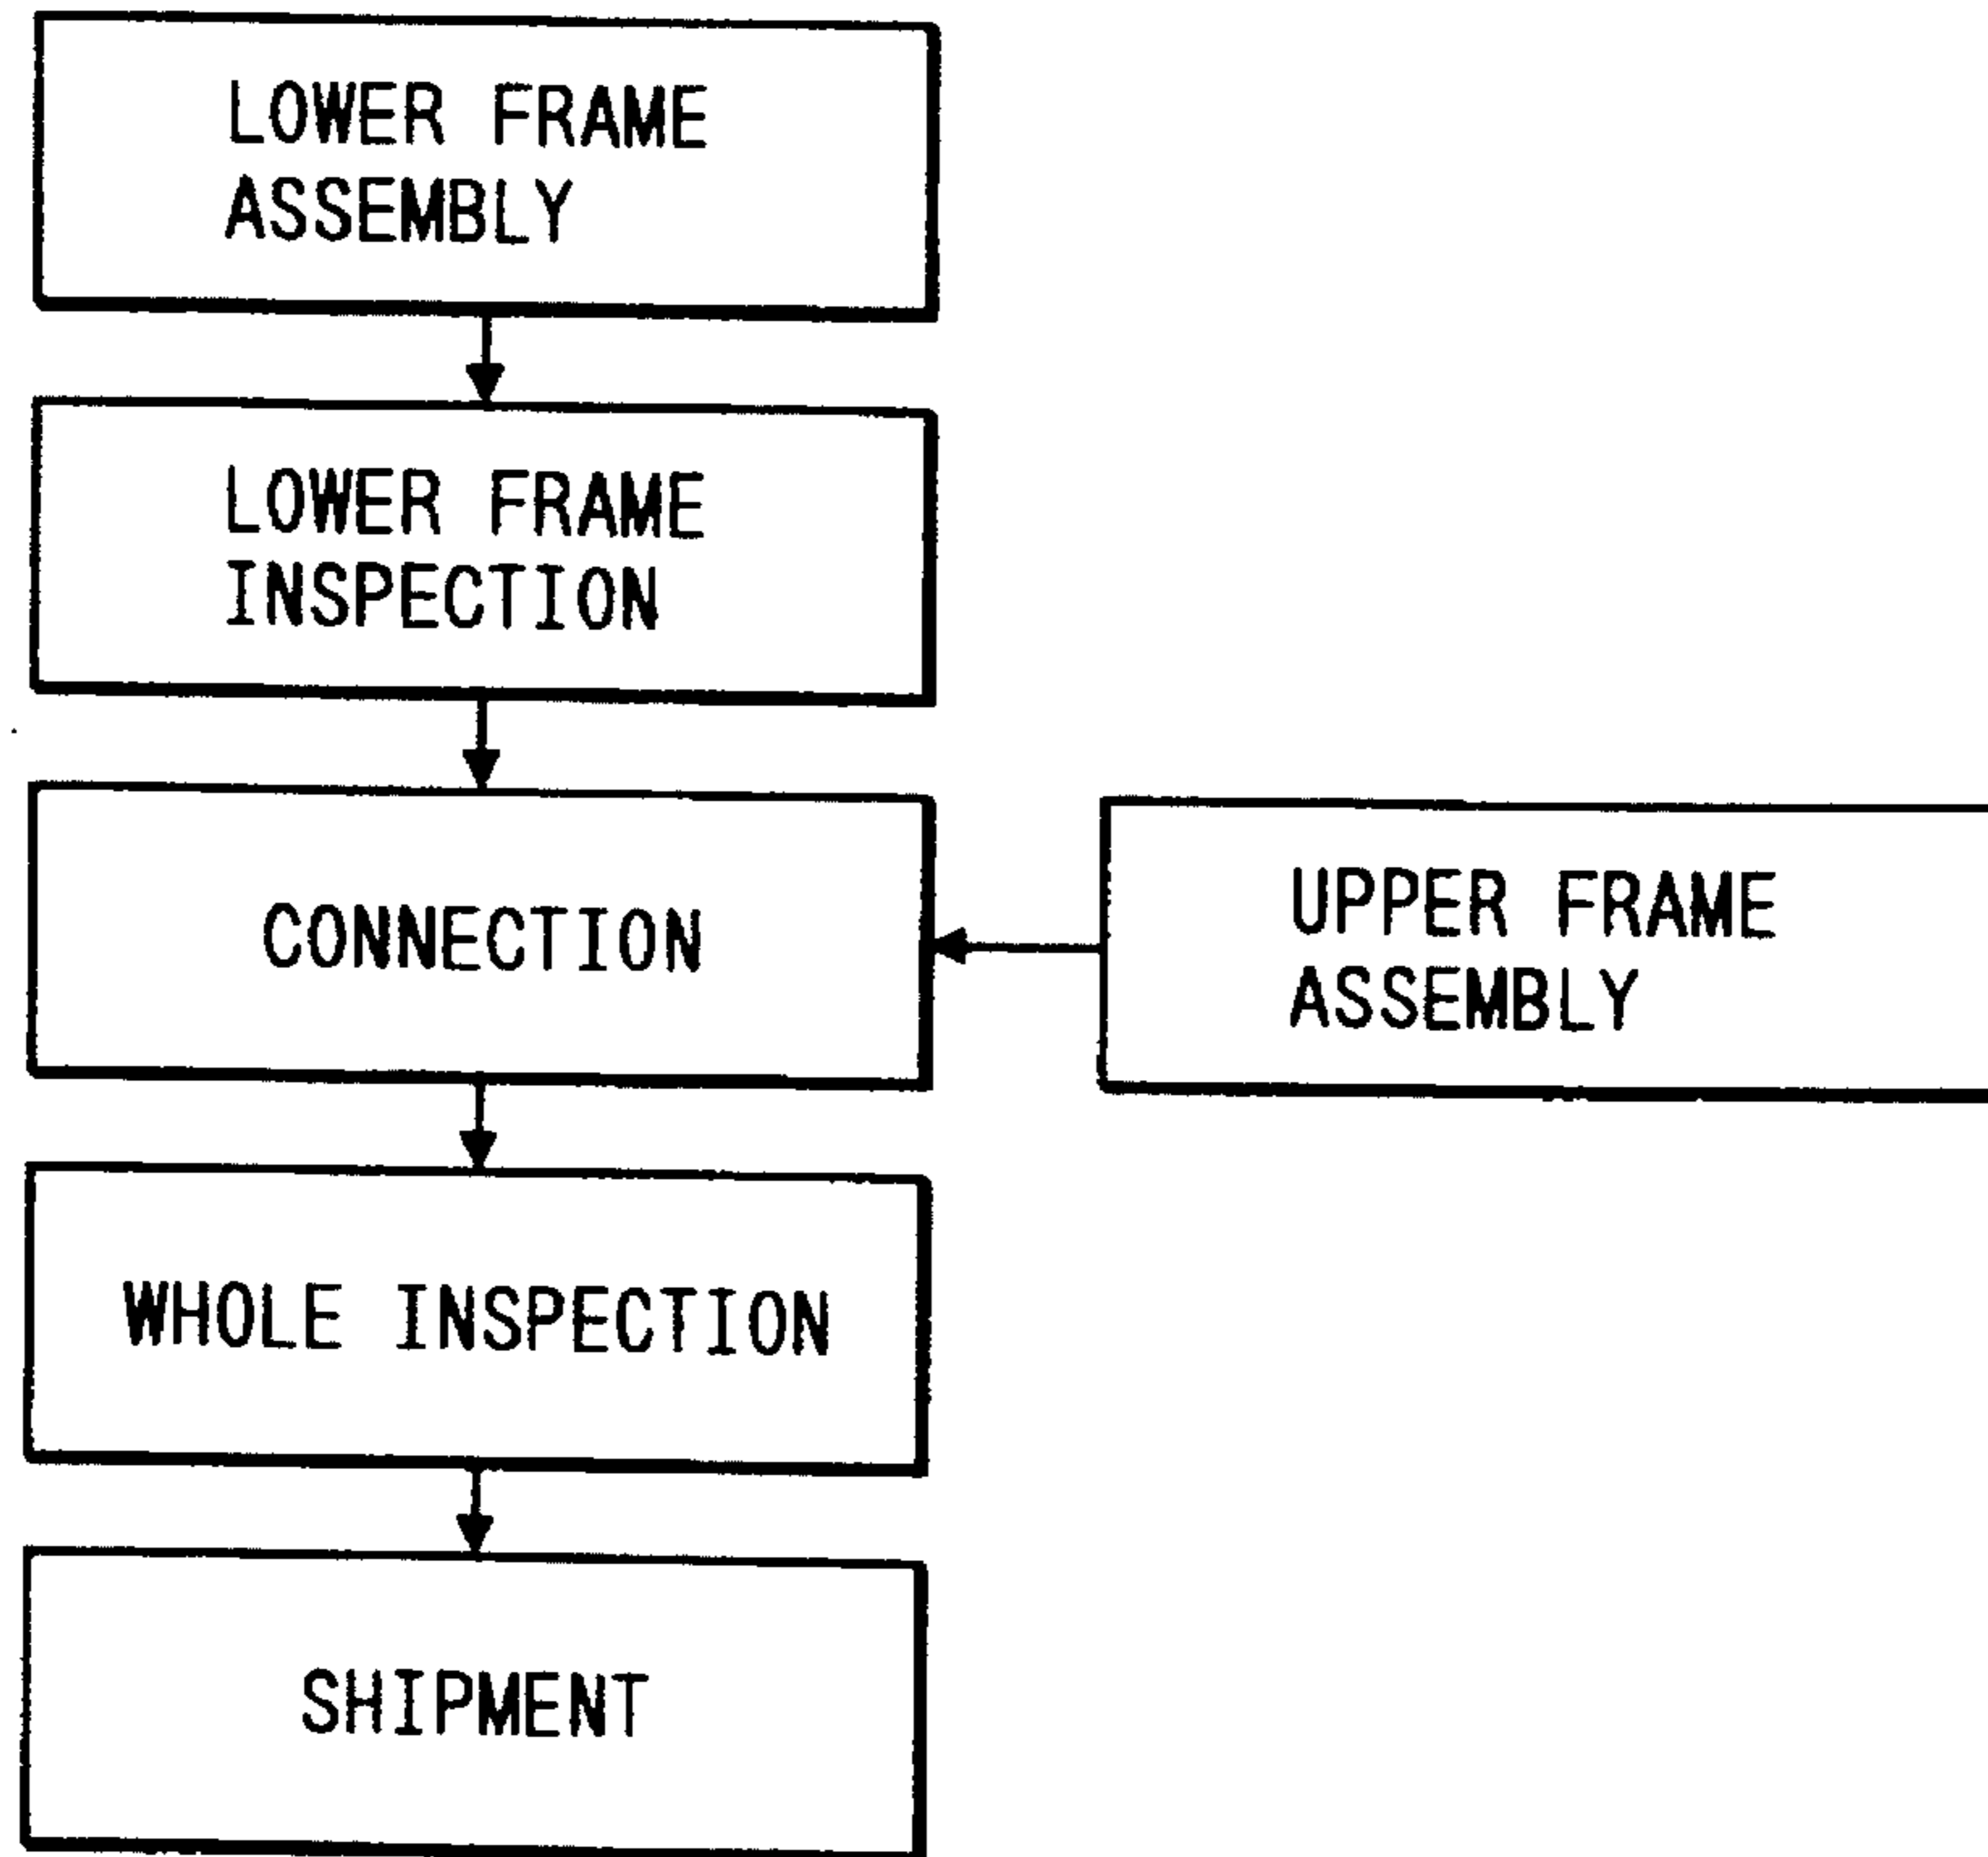 LOWER FRAME
ASSEMBLY
LOWER FRAME
INSPECTION
CONNECTION
UPPER FRAME
ASSEMBLY
WHOLE INSPECTION
SHIPMENT